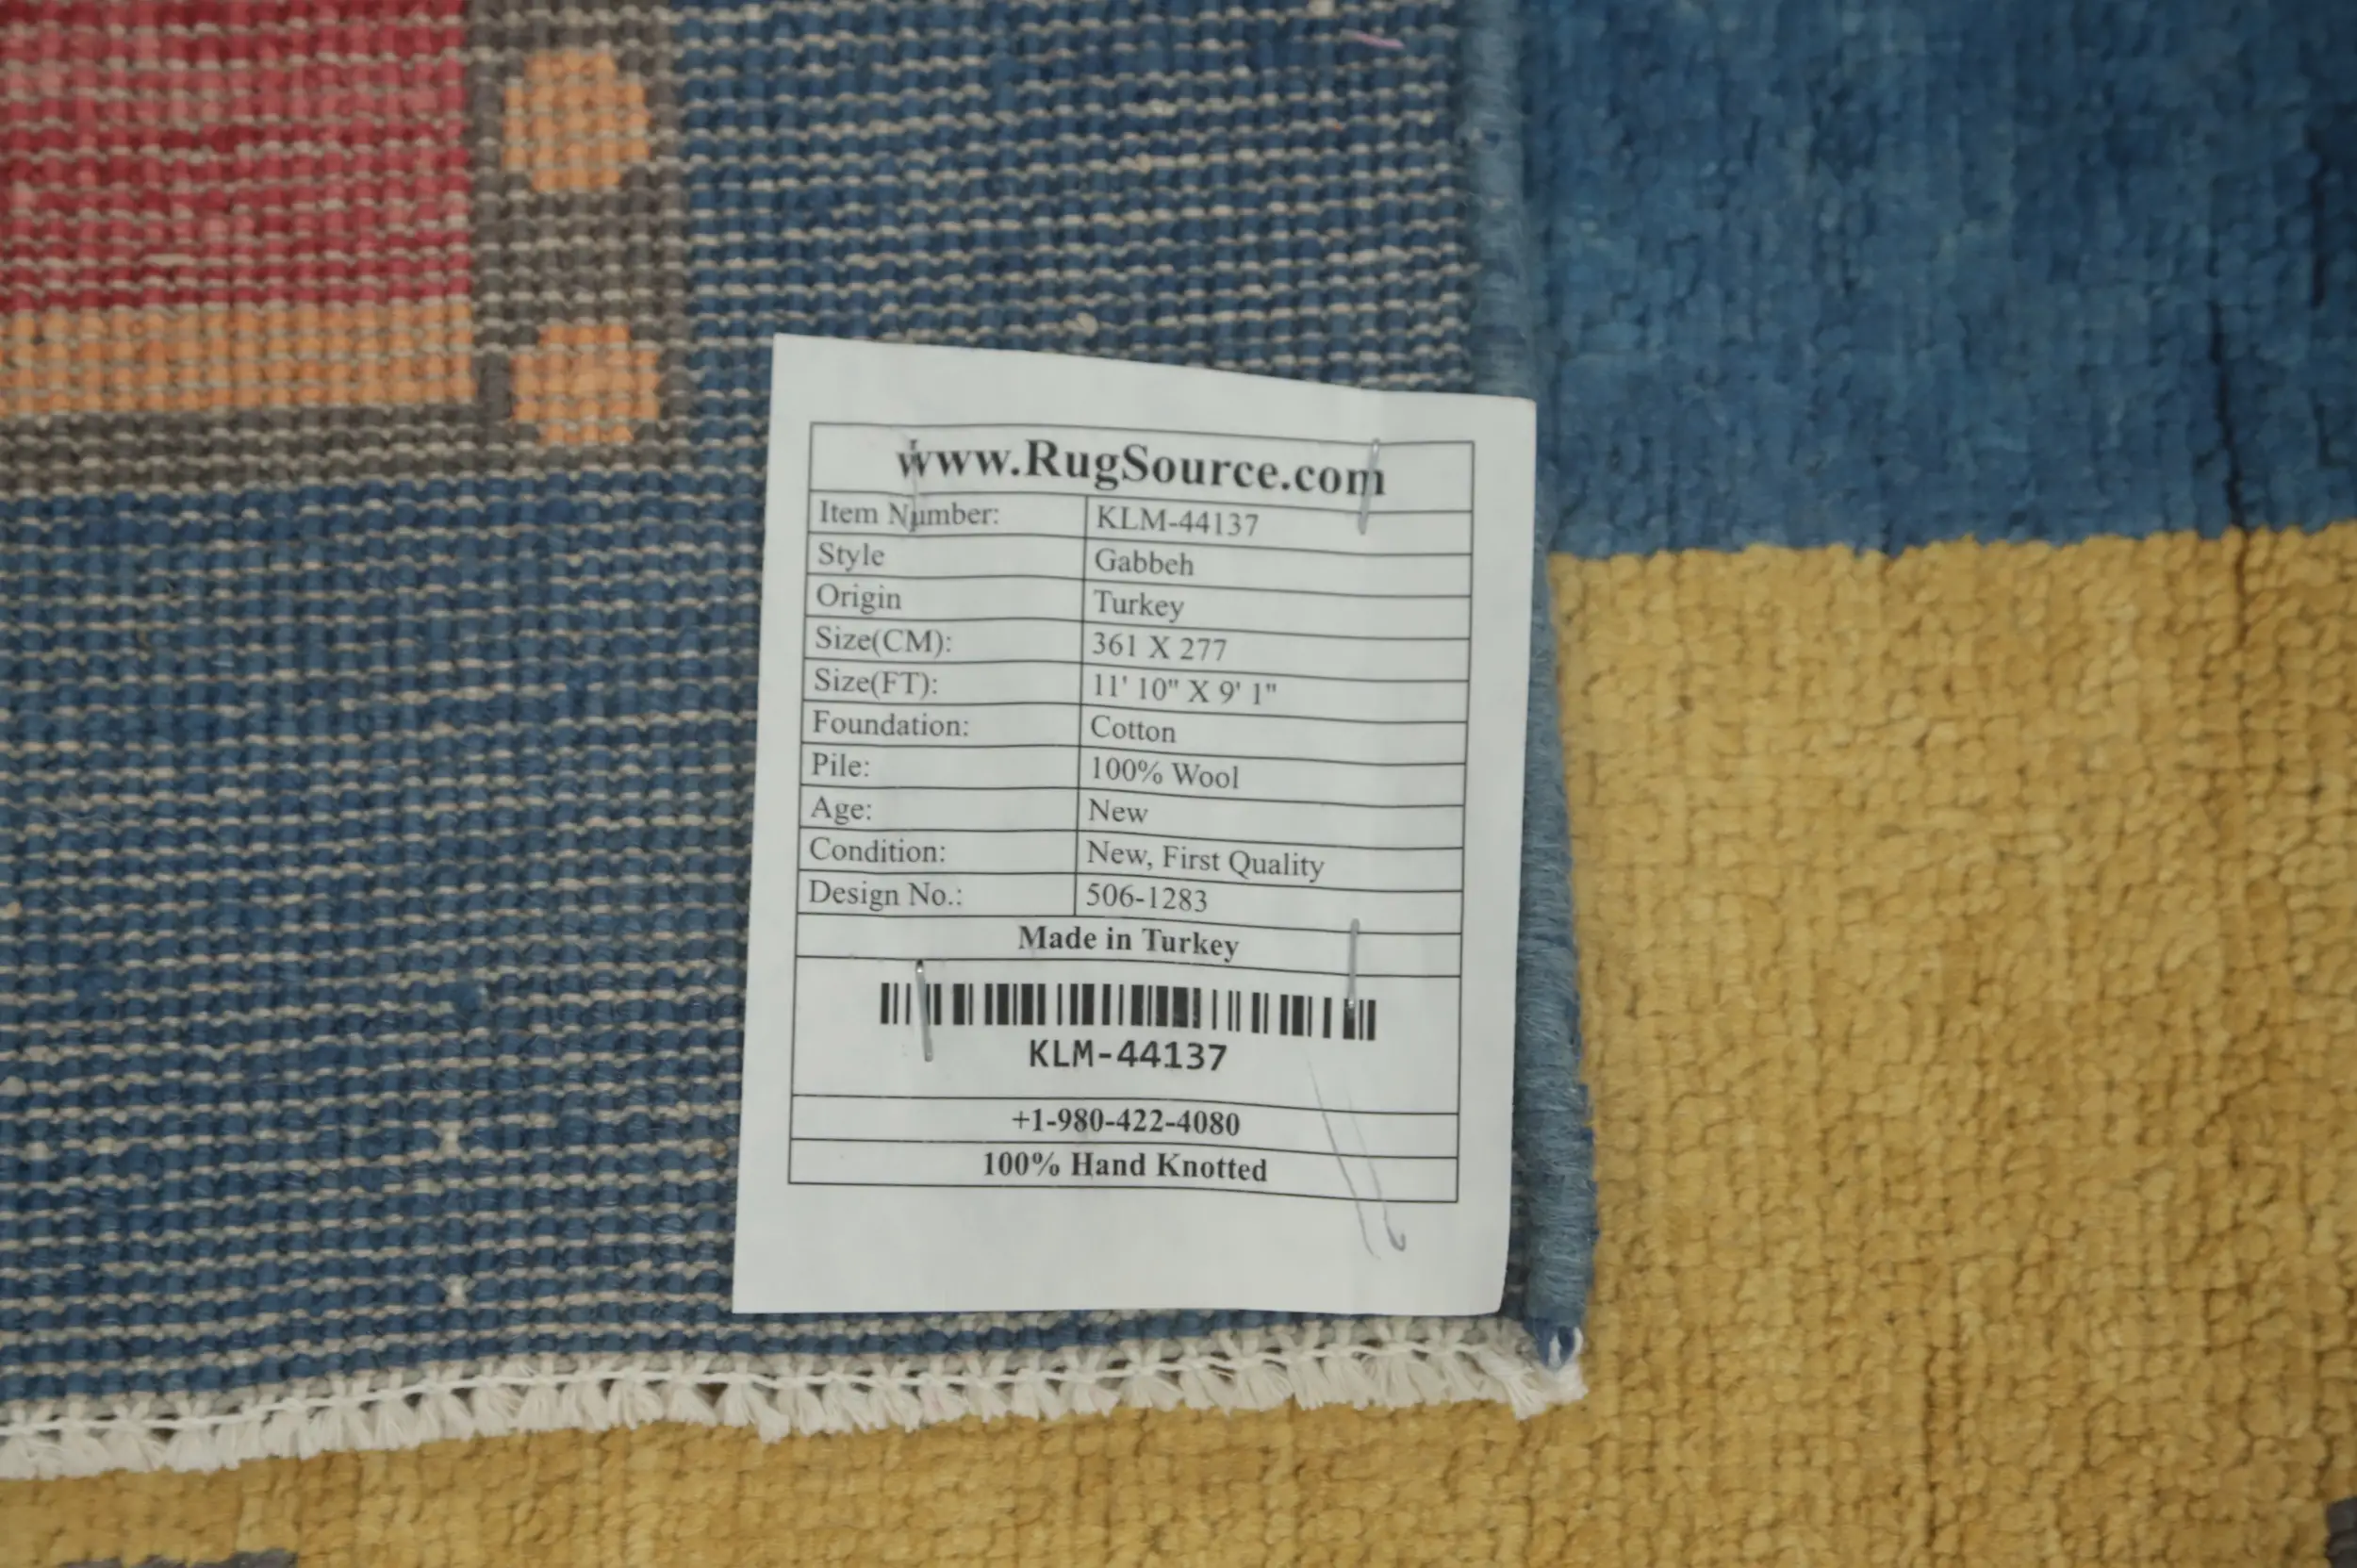 www.RugSource.com
Item Number: KLM-44137
Style Gabbeh
Origin Turkey
Size(CM): 361 X 277
Size(FT): 11' 10" X 9' 1"
Foundation: Cotton
Pile: 100% Wool
Age: New
Condition: New, First Quality
Design No.: 506-1283
Made in Turkey
KLM-44137
+1-980-422-4080
100% Hand Knotted